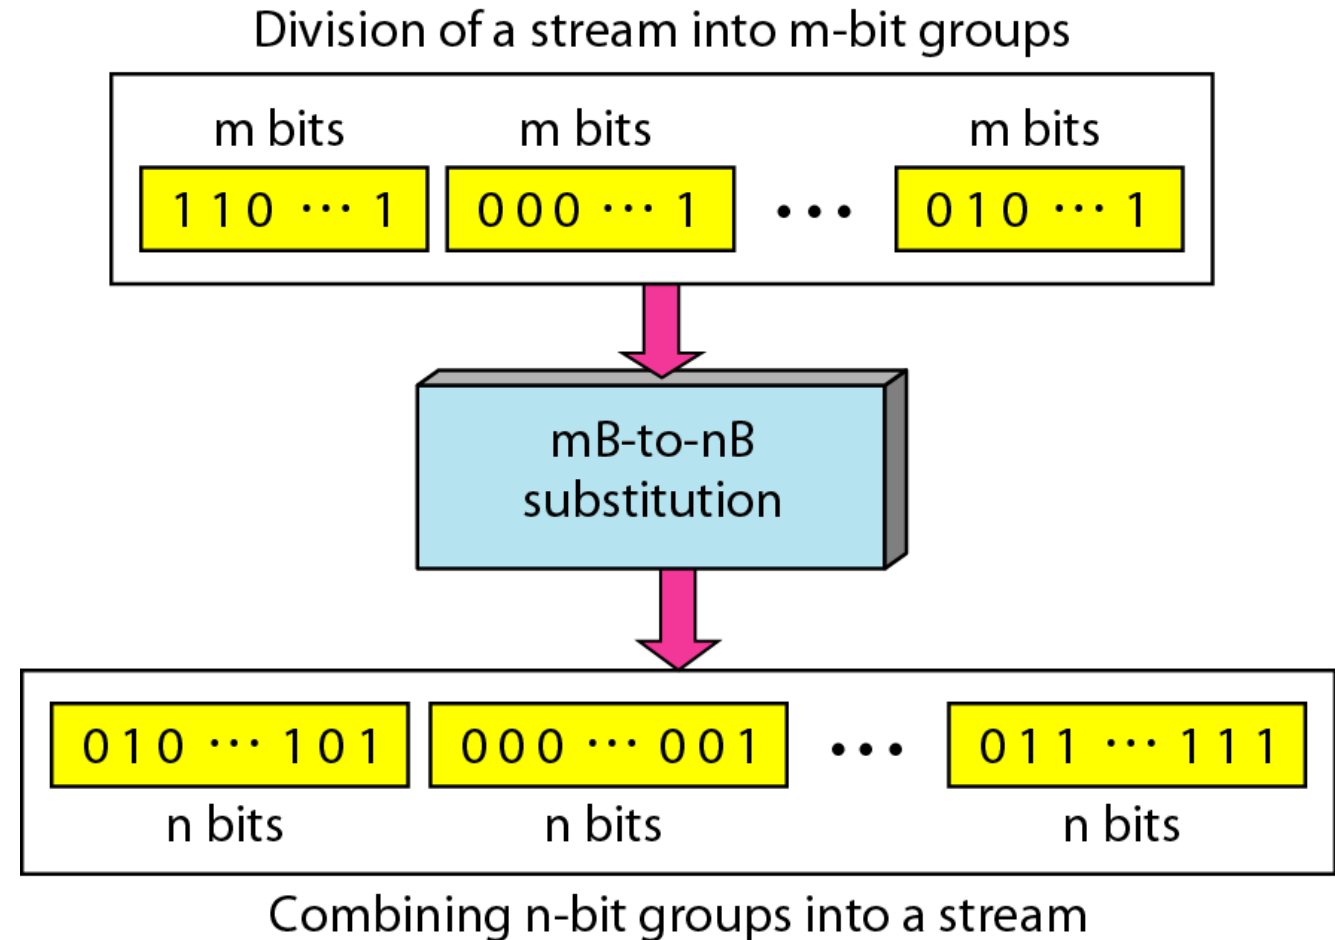 Division of a stream into m-bit groups
m bits m bits m bits
1 1 0 ··· 1 0 0 0 ··· 1 ••• 0 1 0 ··· 1
mB-to-nB
substitution
0 1 0 ··· 1 0 1 0 0 0 ··· 0 0 1 ••• 0 1 1 ··· 1 1 1
n bits n bits n bits
Combining n-bit groups into a stream